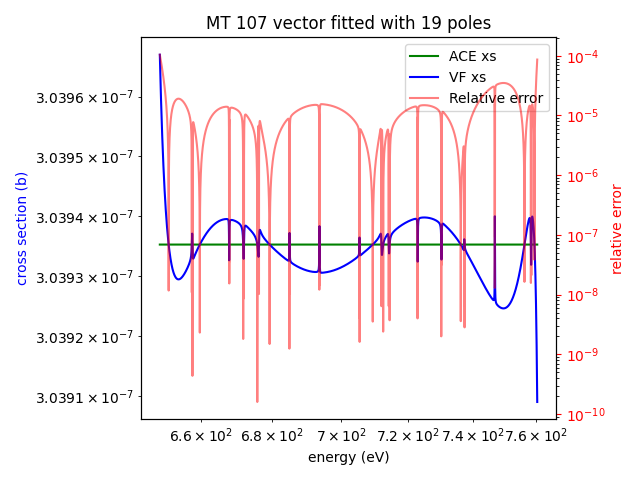 MT 107 vector fitted with 19 poles
ACE xs
VF xs
Relative error
3.0396 × 10⁻⁷
3.0395 × 10⁻⁷
3.0394 × 10⁻⁷
3.0393 × 10⁻⁷
3.0392 × 10⁻⁷
3.0391 × 10⁻⁷
cross section (b)
10⁻⁴
10⁻⁵
10⁻⁶
10⁻⁷
10⁻⁸
10⁻⁹
10⁻¹⁰
relative error
6.6 × 10² 6.8 × 10² 7 × 10² 7.2 × 10² 7.4 × 10² 7.6 × 10²
energy (eV)